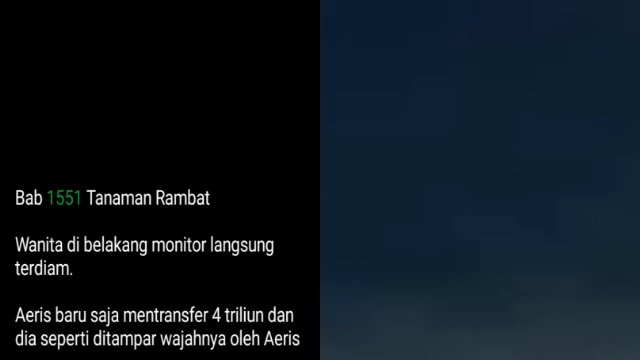 Bab 1551 Tanaman Rambat
Wanita di belakang monitor langsung
terdiam.
Aeris baru saja mentransfer 4 triliun dan
dia seperti ditampar wajahnya oleh Aeris